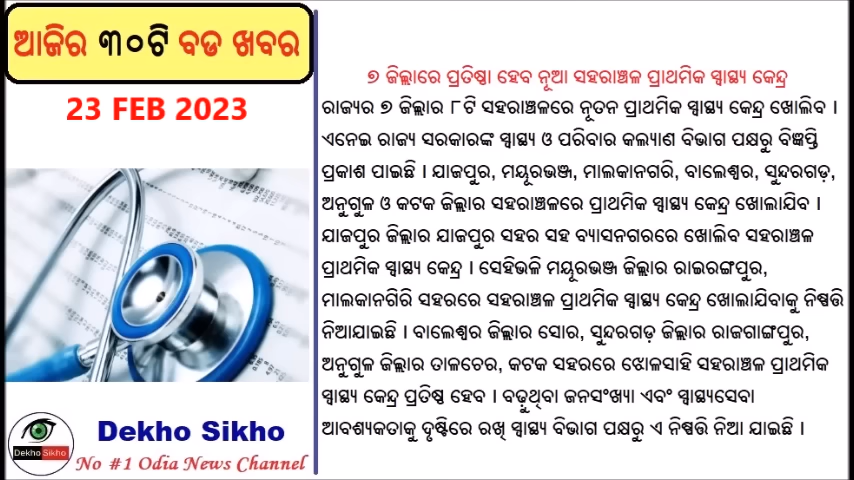 ଆଜିର ୩୦ଟି ବଡ ଖବର
23 FEB 2023
୭ ଜିଲ୍ଲାରେ ପ୍ରତିଷ୍ଠା ହେବ ନୂଆ ସହରାଞ୍ଚଳ ପ୍ରାଥମିକ ସ୍ୱାସ୍ଥ୍ୟ କେନ୍ଦ୍ର
ରାଜ୍ୟର ୭ ଜିଲ୍ଲାର ୮ଟି ସହରାଞ୍ଚଳରେ ନୂତନ ପ୍ରାଥମିକ ସ୍ୱାସ୍ଥ୍ୟ କେନ୍ଦ୍ର ଖୋଲିବ ।
ଏନେଇ ରାଜ୍ୟ ସରକାରଙ୍କ ସ୍ୱାସ୍ଥ୍ୟ ଓ ପରିବାର କଲ୍ୟାଣ ବିଭାଗ ପକ୍ଷରୁ ବିଜ୍ଞପ୍ତି
ପ୍ରକାଶ ପାଇଛି । ଯାଜପୁର, ମୟୂରଭଞ୍ଜ, ମାଲକାନଗରି, ବାଲେଶ୍ୱର, ସୁନ୍ଦରଗଡ଼,
ଅନୁଗୁଳ ଓ କଟକ ଜିଲ୍ଲାର ସହରାଞ୍ଚଳରେ ପ୍ରାଥମିକ ସ୍ୱାସ୍ଥ୍ୟ କେନ୍ଦ୍ର ଖୋଲାଯିବ ।
ଯାଜପୁର ଜିଲ୍ଲାର ଯାଜପୁର ସହର ସହ ବ୍ୟାସନଗରରେ ଖୋଲିବ ସହରାଞ୍ଚଳ
ପ୍ରାଥମିକ ସ୍ୱାସ୍ଥ୍ୟ କେନ୍ଦ୍ର । ସେହିଭଳି ମୟୂରଭଞ୍ଜ ଜିଲ୍ଲାର ରାଇରଙ୍ଗପୁର,
ମାଲକାନଗିରି ସହରରେ ସହରାଞ୍ଚଳ ପ୍ରାଥମିକ ସ୍ୱାସ୍ଥ୍ୟ କେନ୍ଦ୍ର ଖୋଲାଯିବାକୁ ନିଷ୍ପତ୍ତି
ନିଆଯାଇଛି । ବାଲେଶ୍ୱର ଜିଲ୍ଲାର ସୋର, ସୁନ୍ଦରଗଡ଼ ଜିଲ୍ଲାର ରାଜଗାଙ୍ଗପୁର,
ଅନୁଗୁଳ ଜିଲ୍ଲାର ତାଳଚେର, କଟକ ସହରରେ ଝୋଳସାହି ସହରାଞ୍ଚଳ ପ୍ରାଥମିକ
ସ୍ୱାସ୍ଥ୍ୟ କେନ୍ଦ୍ର ପ୍ରତିଷ୍ଠ ହେବ । ବଢ଼ୁଥିବା ଜନସଂଖ୍ୟା ଏବଂ ସ୍ୱାସ୍ଥ୍ୟସେବା
ଆବଶ୍ୟକତାକୁ ଦୃଷ୍ଟିରେ ରଖି ସ୍ୱାସ୍ଥ୍ୟ ବିଭାଗ ପକ୍ଷରୁ ଏ ନିଷ୍ପତ୍ତି ନିଆ ଯାଇଛି ।
Dekho Sikho
Dekho Sikho
No #1 Odia News Channel